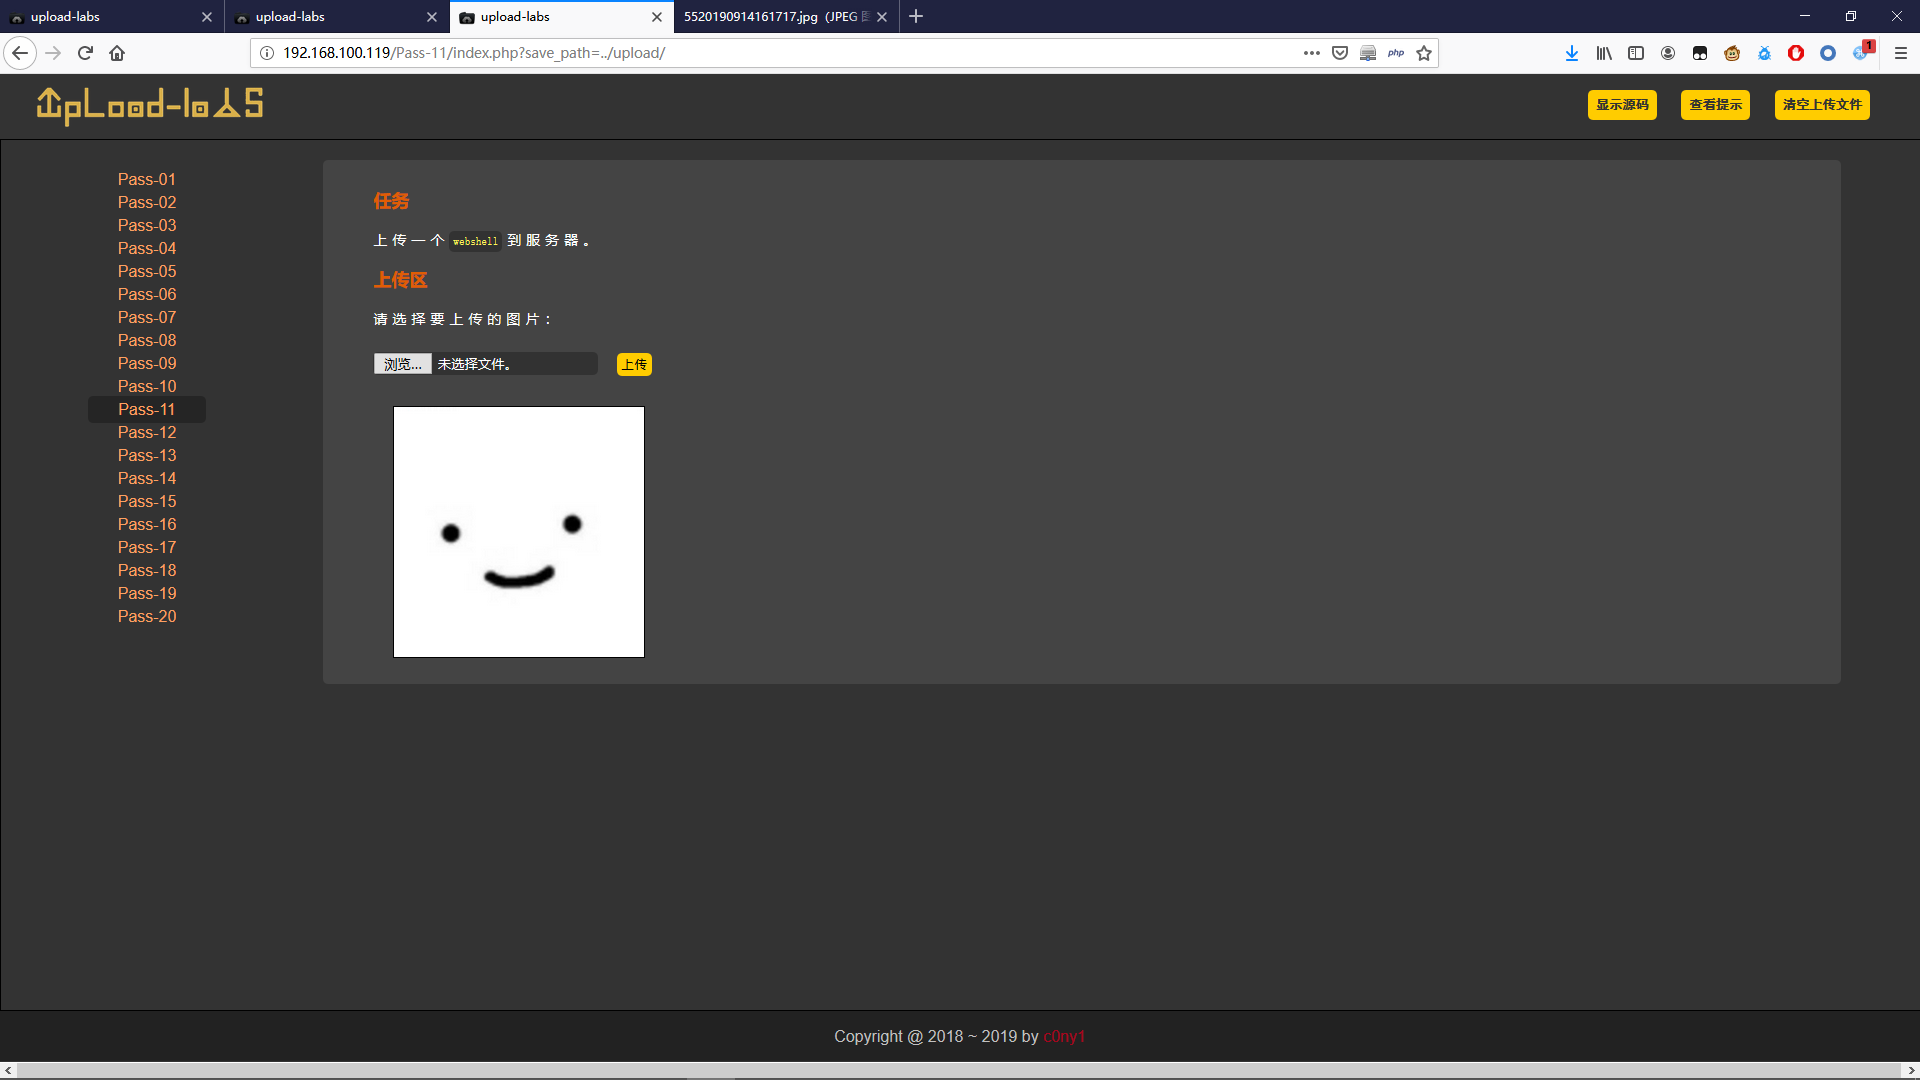 upload-labs
upload-labs
upload-labs
5520190914161717.jpg (JPEG 图
192.168.100.119/Pass-11/index.php?save_path=../upload/
php
1
UpLoad-labs
显示源码
查看提示
清空上传文件
Pass-01
Pass-02
Pass-03
Pass-04
Pass-05
Pass-06
Pass-07
Pass-08
Pass-09
Pass-10
Pass-11
Pass-12
Pass-13
Pass-14
Pass-15
Pass-16
Pass-17
Pass-18
Pass-19
Pass-20
任务
上传一个 webshell 到服务器。
上传区
请选择要上传的图片：
浏览... 未选择文件。
上传
Copyright @ 2018 ~ 2019 by c0ny1